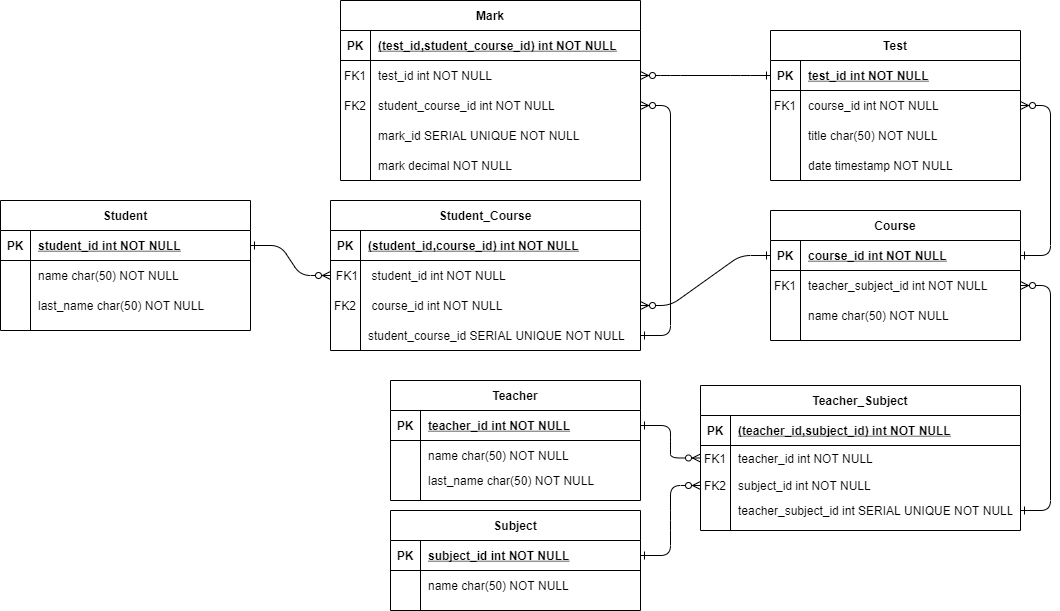 Mark
PK (test_id,student_course_id) int NOT NULL
FK1 test_id int NOT NULL
FK2 student_course_id int NOT NULL
mark_id SERIAL UNIQUE NOT NULL
mark decimal NOT NULL
Test
PK test_id int NOT NULL
FK1 course_id int NOT NULL
title char(50) NOT NULL
date timestamp NOT NULL
Student
PK student_id int NOT NULL
name char(50) NOT NULL
last_name char(50) NOT NULL
Student_Course
PK (student_id,course_id) int NOT NULL
FK1 student_id int NOT NULL
FK2 course_id int NOT NULL
student_course_id SERIAL UNIQUE NOT NULL
Course
PK course_id int NOT NULL
FK1 teacher_subject_id int NOT NULL
name char(50) NOT NULL
Teacher
PK teacher_id int NOT NULL
name char(50) NOT NULL
last_name char(50) NOT NULL
Teacher_Subject
PK (teacher_id,subject_id) int NOT NULL
FK1 teacher_id int NOT NULL
FK2 subject_id int NOT NULL
teacher_subject_id int SERIAL UNIQUE NOT NULL
Subject
PK subject_id int NOT NULL
name char(50) NOT NULL